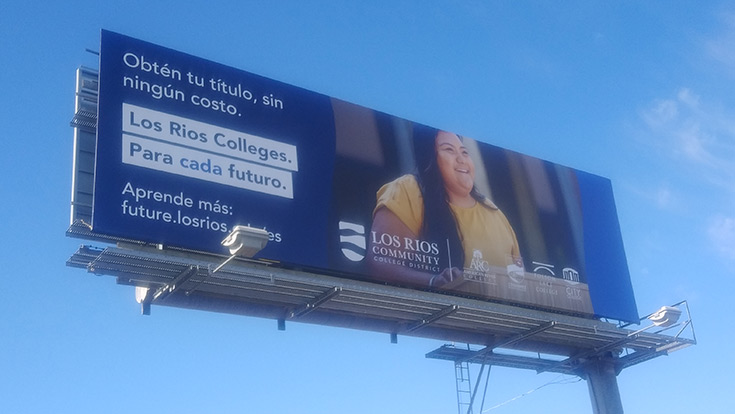 Obtén tu título, sin
ningún costo.
Los Rios Colleges.
Para cada futuro.
Aprende más:
LOS RIOS
COMMUNITY
COLLEGE DISTRICT
ARC